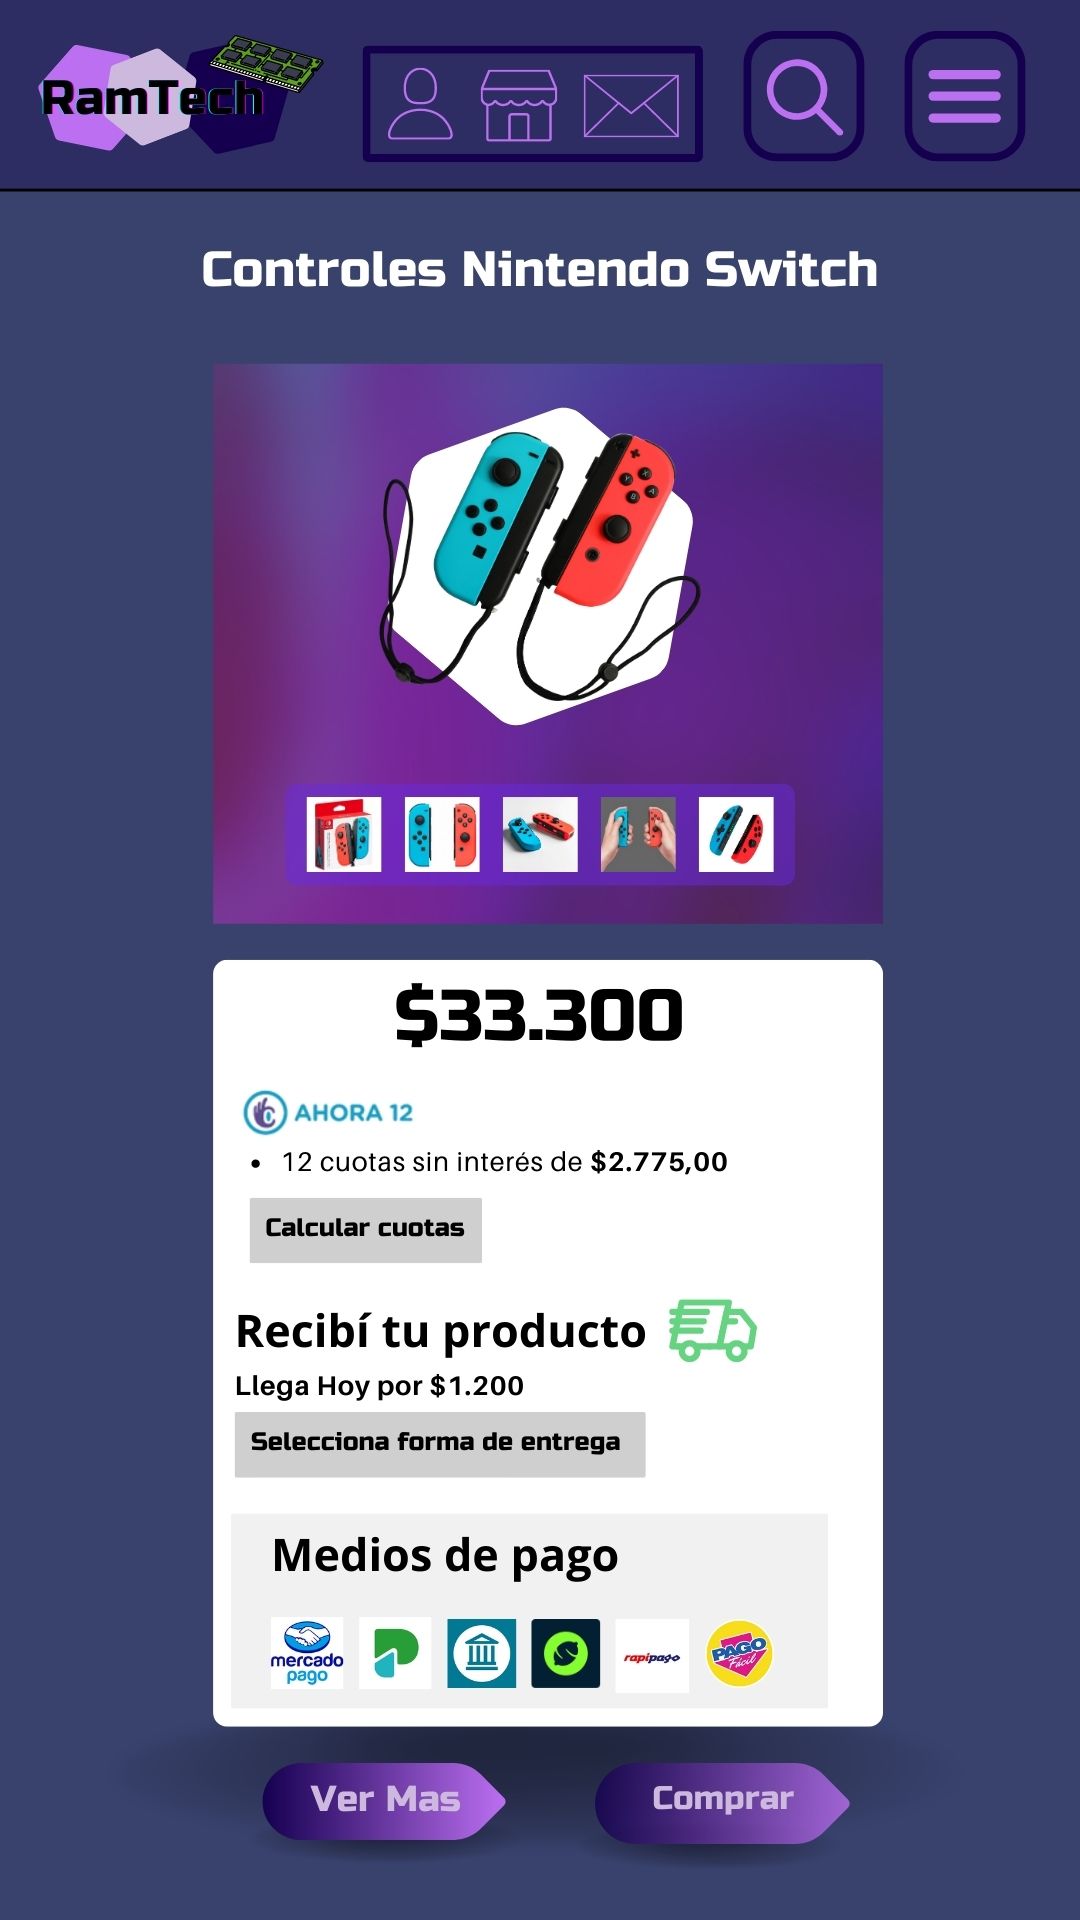 RamTech
Controles Nintendo Switch
$33.300
AHORA 12
• 12 cuotas sin interés de $2.775,00
Calcular cuotas
Recibí tu producto
Llega Hoy por $1.200
Selecciona forma de entrega
Medios de pago
mercado
pago
rapipago
PAGO
Fácil
Ver Mas
Comprar